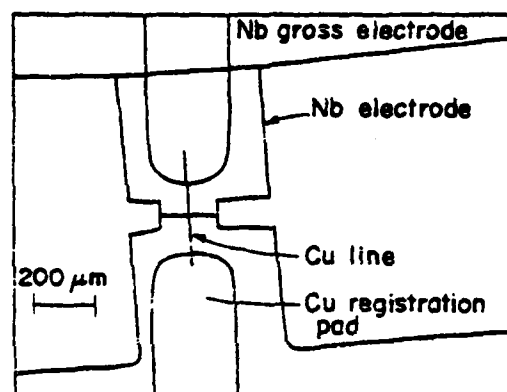 Nb gross electrode
Nb electrode
Cu line
200 μm
Cu registration
pad